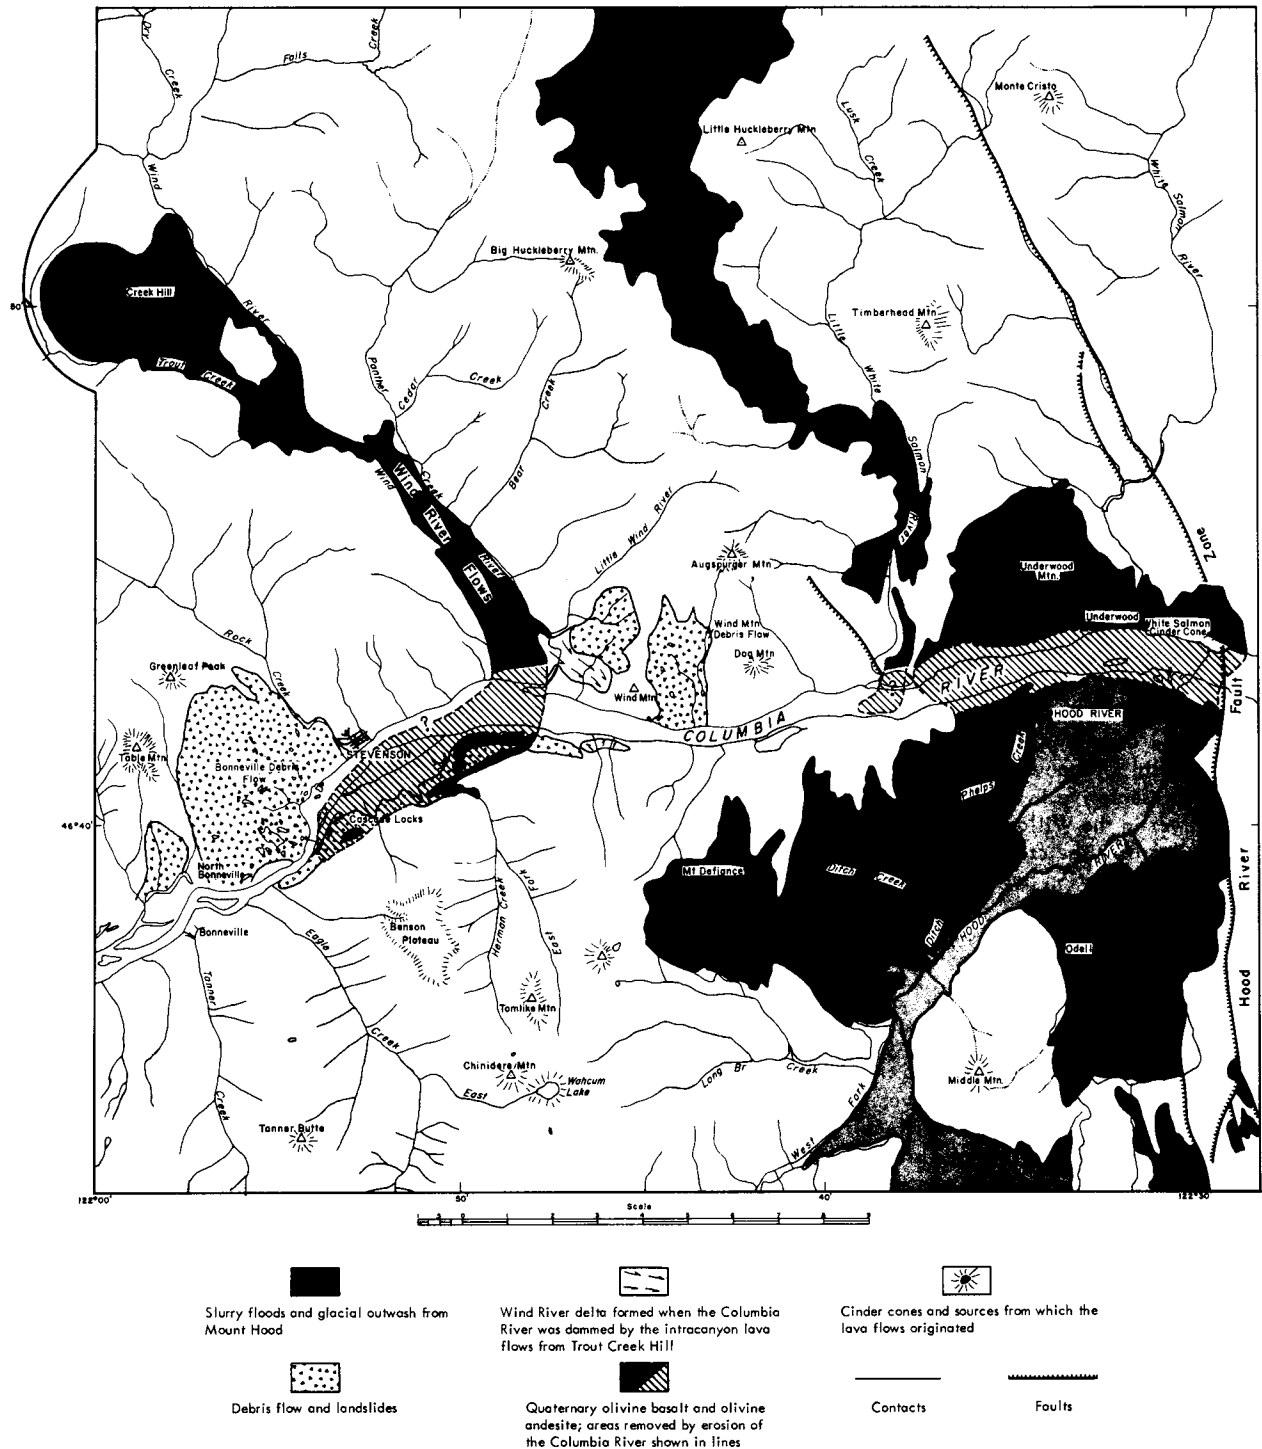 Dry
Creek
Falls
Creek
Wind
River
Lusk
Creek
Monte Cristo
Little Huckleberry Mtn
White
Salmon
River
Big Huckleberry Mtn.
Creek Hill
80'
Trout
Creek
Timberhead Mtn
Little
White
Salmon
River
Panther
Cedar
Creek
Creek
Bear
Creek
Wind
River
Wind
River
Flows
Little Wind River
Augspurger Mtn
Zone
Underwood
Mtn.
Underwood
White Salmon
Cinder Cone
Wind Mtn
Debris Flow
Dog Mtn
Rock
Creek
Greenleaf Peak
Wind Mtn
?
?
COLUMBIA
RIVER
Fault
HOOD RIVER
Table Mtn
STEVENSON
Bonneville Debris
Flow
Phelps
Creek
Cascade Locks
46°40'
North
Bonneville
Mt Defiance
Ditch
Creek
RIVER
HOOD
Ditch
River
Hood
Odell
Bonneville
Benson
Plateau
Herman Creek
East
Fork
Eagle
Creek
Tanner
Creek
Tomlike Mtn
Chinidere Mtn
Wahcum
Lake
East
Tanner Butte
Long Br
Creek
West
Fork
Middle Mtn.
122°00'
50'
40'
122°30'
Scale
Slurry floods and glacial outwash from
Mount Hood
Wind River delta formed when the Columbia
River was dammed by the intracanyon lava
flows from Trout Creek Hill
Cinder cones and sources from which the
lava flows originated
Debris flow and landslides
Quaternary olivine basalt and olivine
andesite; areas removed by erosion of
the Columbia River shown in lines
Contacts
Faults